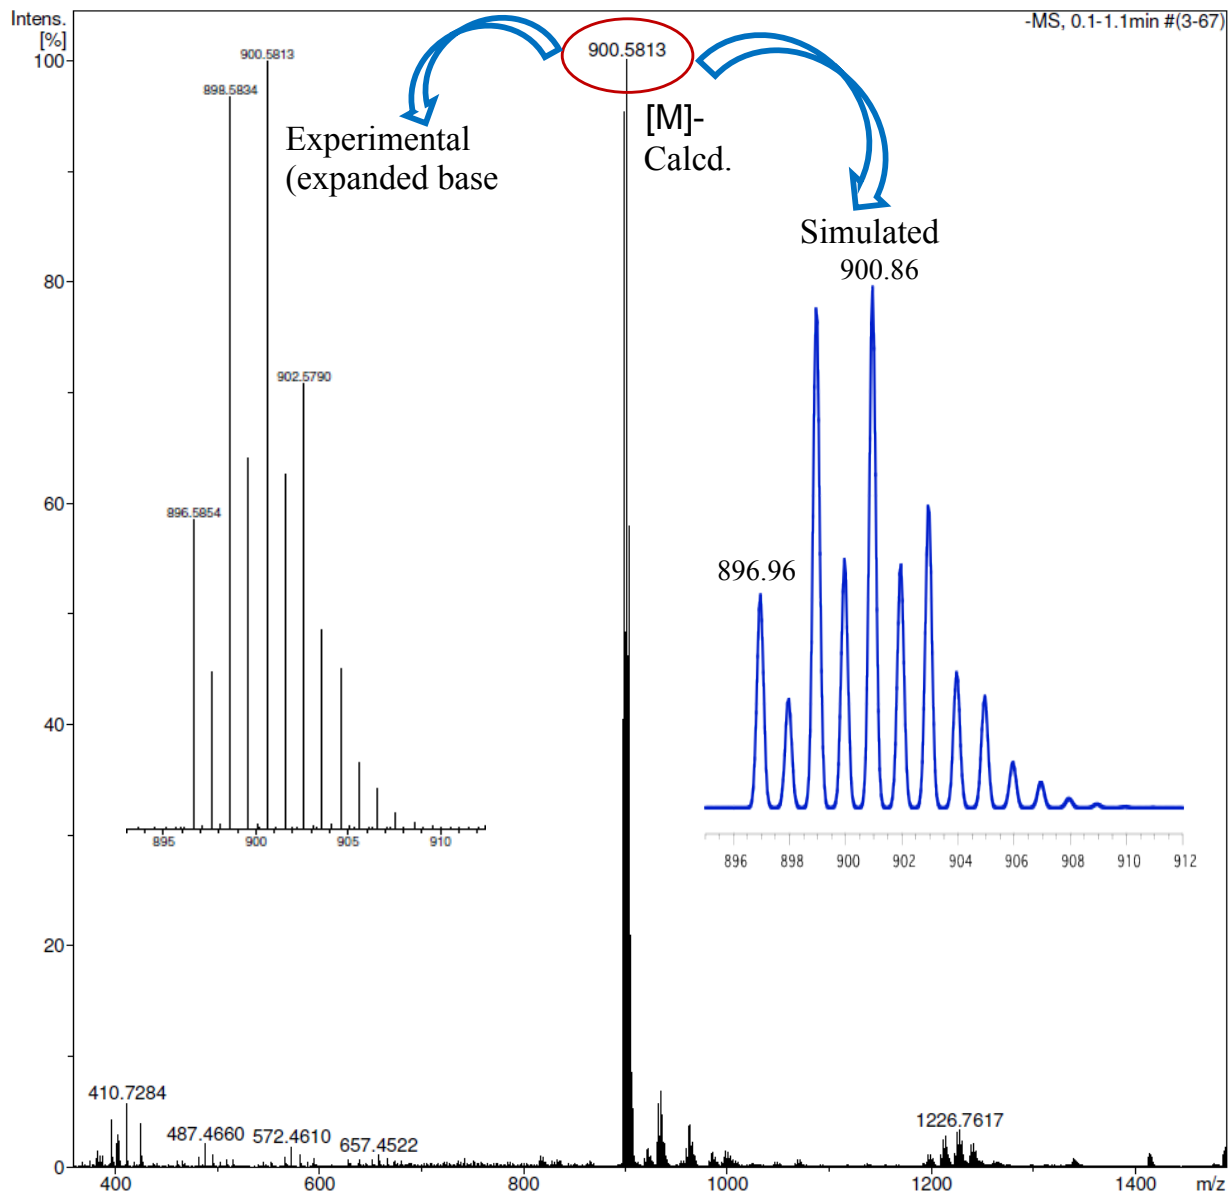 Intens.
[%]
-MS, 0.1-1.1min #(3-67)
100
900.5813
900.5813
898.5834
[M]-
Calcd.
Experimental
(expanded base
Simulated
900.86
80
902.5790
60
896.5854
896.96
895 900 905 910
896 898 900 902 904 906 908 910 912
40
20
410.7284
487.4660
572.4610
657.4522
1226.7617
0
400 600 800 1000 1200 1400 m/z